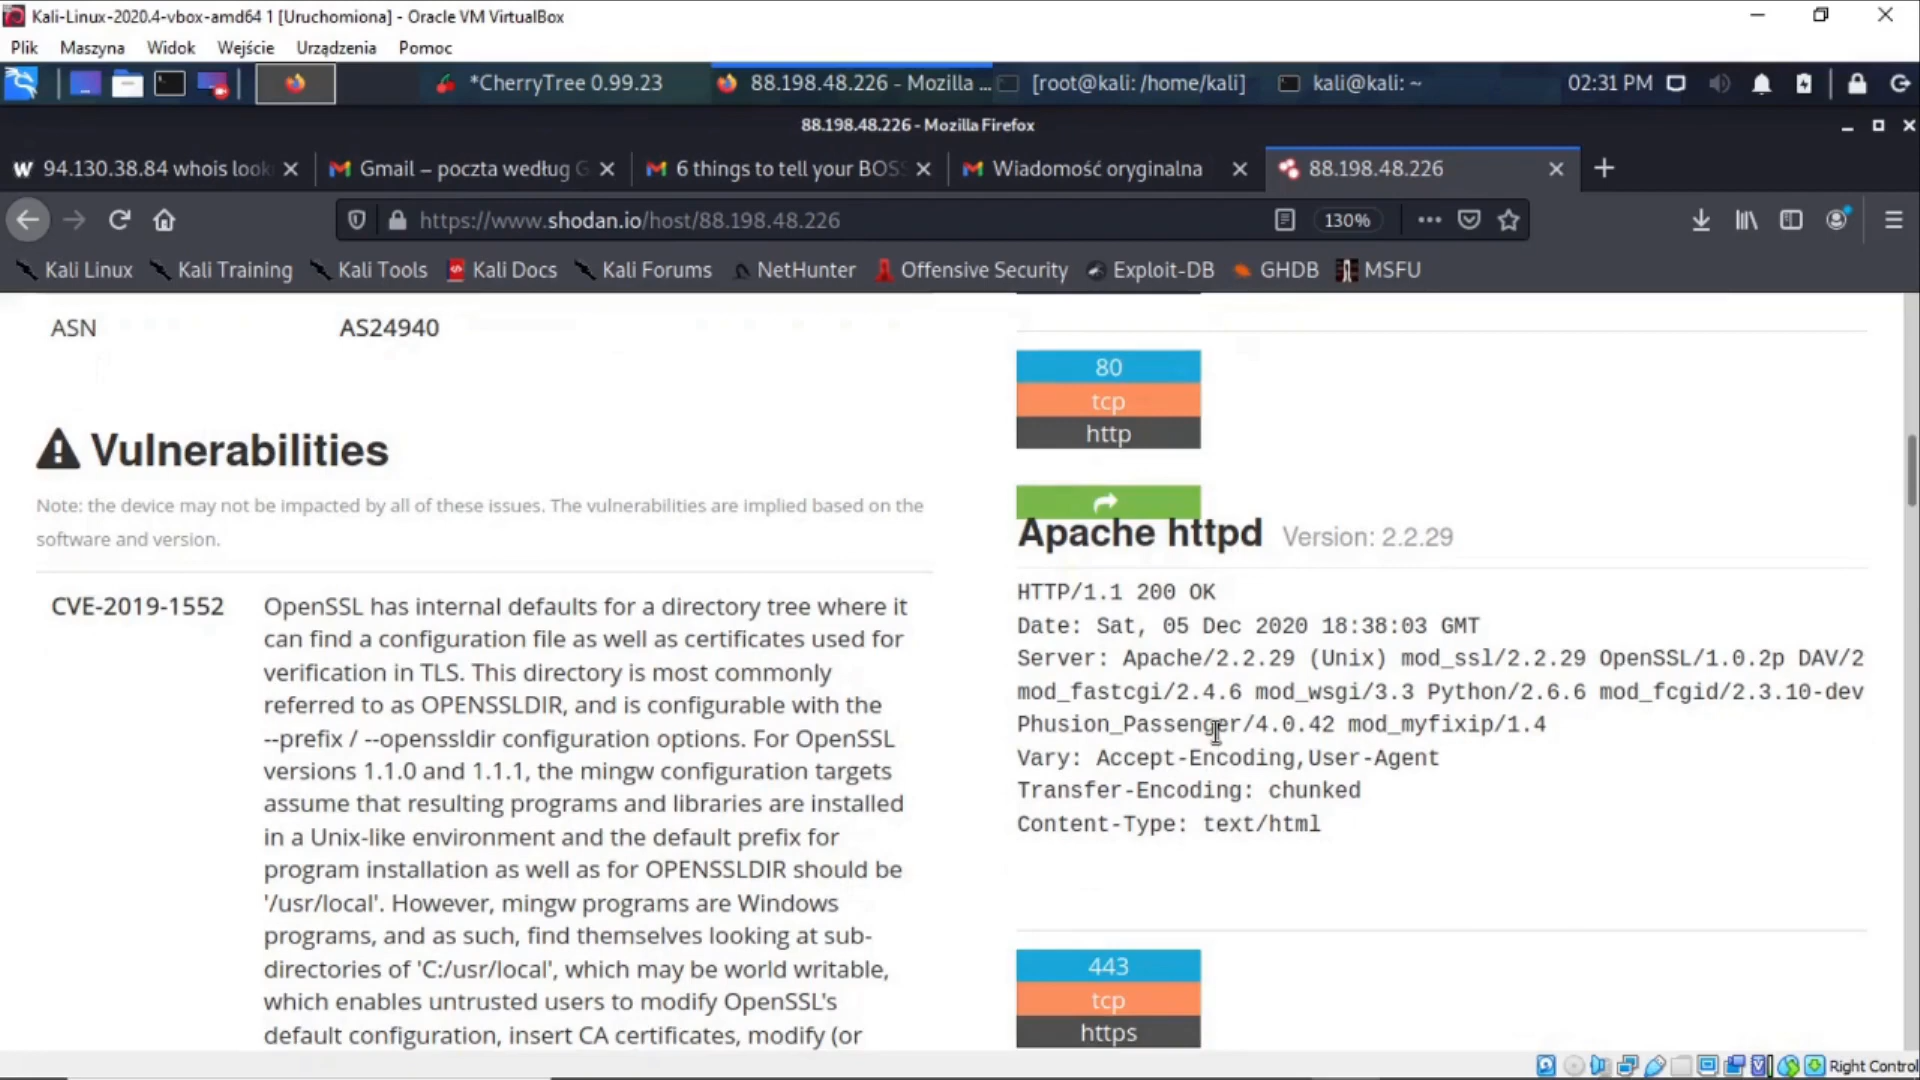 Kali-Linux-2020.4-vbox-amd64 1 [Uruchomiona] - Oracle VM VirtualBox
Plik Maszyna Widok Wejście Urządzenia Pomoc
*CherryTree 0.99.23 88.198.48.226 - Mozilla ... [root@kali: /home/kali] kali@kali: ~ 02:31 PM
88.198.48.226 - Mozilla Firefox
W 94.130.38.84 whois look Gmail – poczta według G 6 things to tell your BOSS Wiadomość oryginalna 88.198.48.226
https://www.shodan.io/host/88.198.48.226 130%
Kali Linux Kali Training Kali Tools Kali Docs Kali Forums NetHunter Offensive Security Exploit-DB GHDB MSFU
ASN AS24940
Vulnerabilities
Note: the device may not be impacted by all of these issues. The vulnerabilities are implied based on the
software and version.
CVE-2019-1552 OpenSSL has internal defaults for a directory tree where it
can find a configuration file as well as certificates used for
verification in TLS. This directory is most commonly
referred to as OPENSSLDIR, and is configurable with the
--prefix / --openssldir configuration options. For OpenSSL
versions 1.1.0 and 1.1.1, the mingw configuration targets
assume that resulting programs and libraries are installed
in a Unix-like environment and the default prefix for
program installation as well as for OPENSSLDIR should be
'/usr/local'. However, mingw programs are Windows
programs, and as such, find themselves looking at sub-
directories of 'C:/usr/local', which may be world writable,
which enables untrusted users to modify OpenSSL's
default configuration, insert CA certificates, modify (or
80
tcp
http
Apache httpd Version: 2.2.29
HTTP/1.1 200 OK
Date: Sat, 05 Dec 2020 18:38:03 GMT
Server: Apache/2.2.29 (Unix) mod_ssl/2.2.29 OpenSSL/1.0.2p DAV/2
mod_fastcgi/2.4.6 mod_wsgi/3.3 Python/2.6.6 mod_fcgid/2.3.10-dev
Phusion_Passenger/4.0.42 mod_myfixip/1.4
Vary: Accept-Encoding,User-Agent
Transfer-Encoding: chunked
Content-Type: text/html
443
tcp
https
Right Control